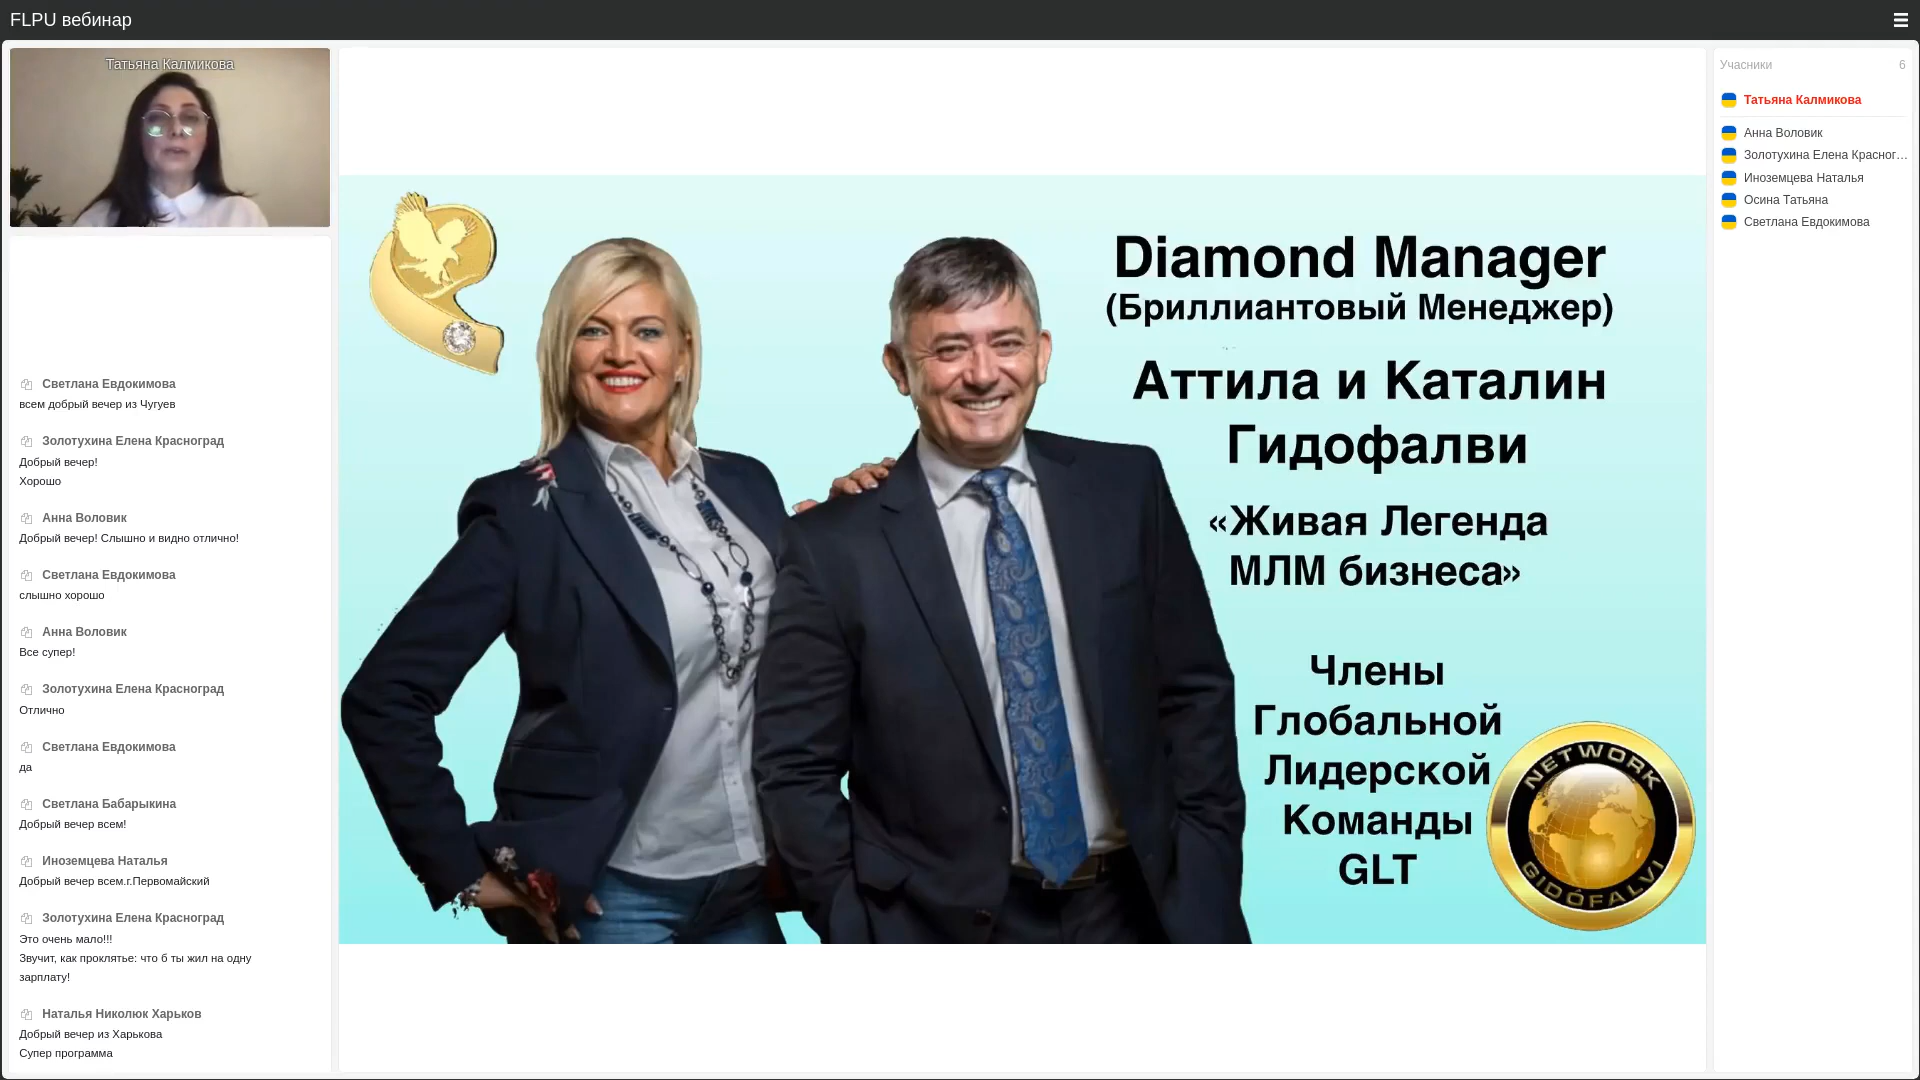 FLPU вебинар
Татьяна Калмикова
Светлана Евдокимова
всем добрый вечер из Чугуев
Золотухина Елена Красноград
Добрый вечер!
Хорошо
Анна Воловик
Добрый вечер! Слышно и видно отлично!
Светлана Евдокимова
слышно хорошо
Анна Воловик
Все супер!
Золотухина Елена Красноград
Отлично
Светлана Евдокимова
да
Светлана Бабарыкина
Добрый вечер всем!
Иноземцева Наталья
Добрый вечер всем.г.Первомайский
Золотухина Елена Красноград
Это очень мало!!!
Звучит, как проклятье: что б ты жил на одну
зарплату!
Наталья Николюк Харьков
Добрый вечер из Харькова
Супер программа
Diamond Manager
(Бриллиантовый Менеджер)
Аттила и Каталин
Гидофалви
«Живая Легенда
МЛМ бизнеса»
Члены
Глобальной
Лидерской
Команды
GLT
NETWORK
GIDÓFALVI
Учасники 6
Татьяна Калмикова
Анна Воловик
Золотухина Елена Красног...
Иноземцева Наталья
Осина Татьяна
Светлана Евдокимова